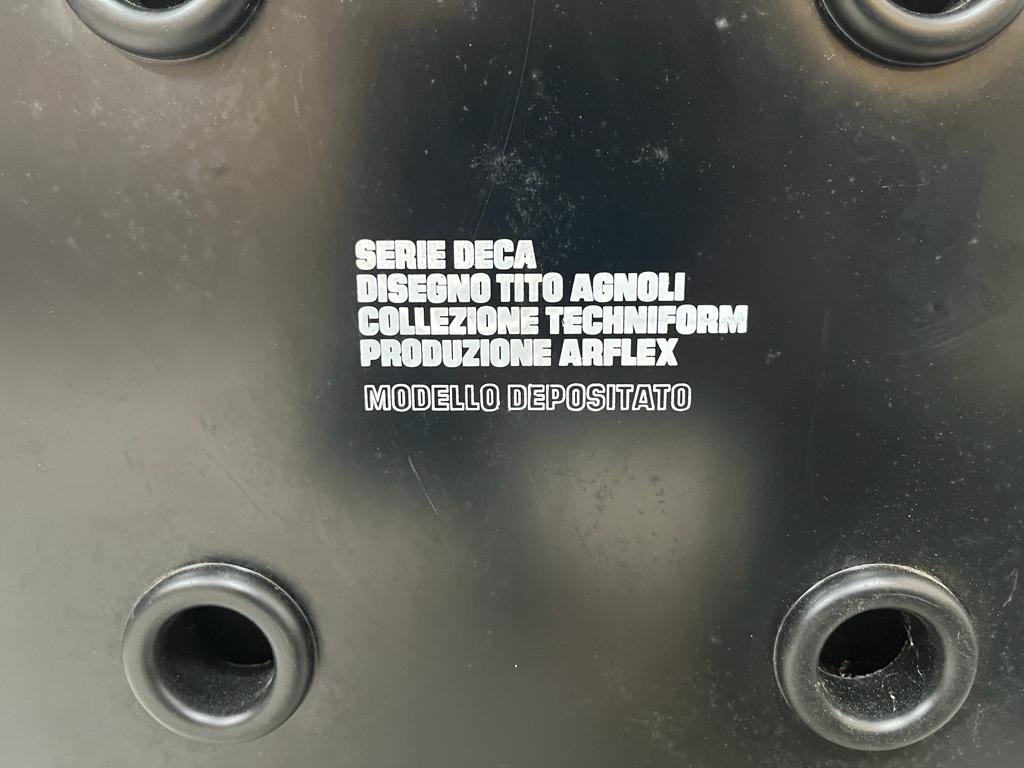 SERIE DECA
DISEGNO TITO AGNOLI
COLLEZIONE TECHNIFORM
PRODUZIONE ARFLEX
MODELLO DEPOSITATO